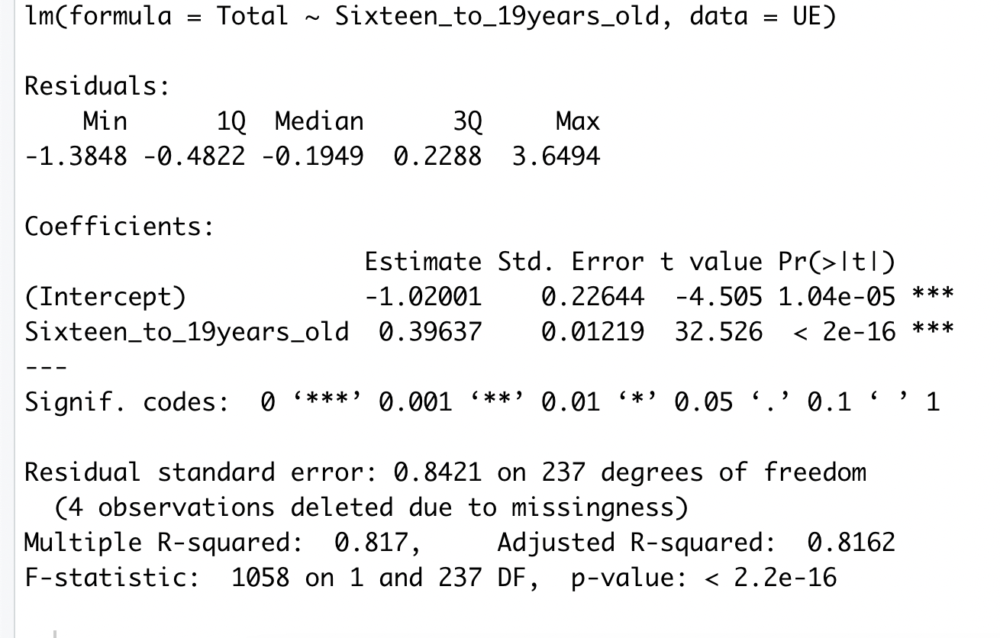 lm(formula = Total ~ Sixteen_to_19years_old, data = UE)

Residuals:
    Min      1Q  Median      3Q     Max
-1.3848 -0.4822 -0.1949  0.2288  3.6494

Coefficients:
                       Estimate Std. Error t value Pr(>|t|)
(Intercept)            -1.02001    0.22644  -4.505 1.04e-05 ***
Sixteen_to_19years_old  0.39637    0.01219  32.526  < 2e-16 ***
---
Signif. codes:  0 ‘***’ 0.001 ‘**’ 0.01 ‘*’ 0.05 ‘.’ 0.1 ‘ ’ 1

Residual standard error: 0.8421 on 237 degrees of freedom
  (4 observations deleted due to missingness)
Multiple R-squared:  0.817,     Adjusted R-squared:  0.8162
F-statistic:  1058 on 1 and 237 DF,  p-value: < 2.2e-16